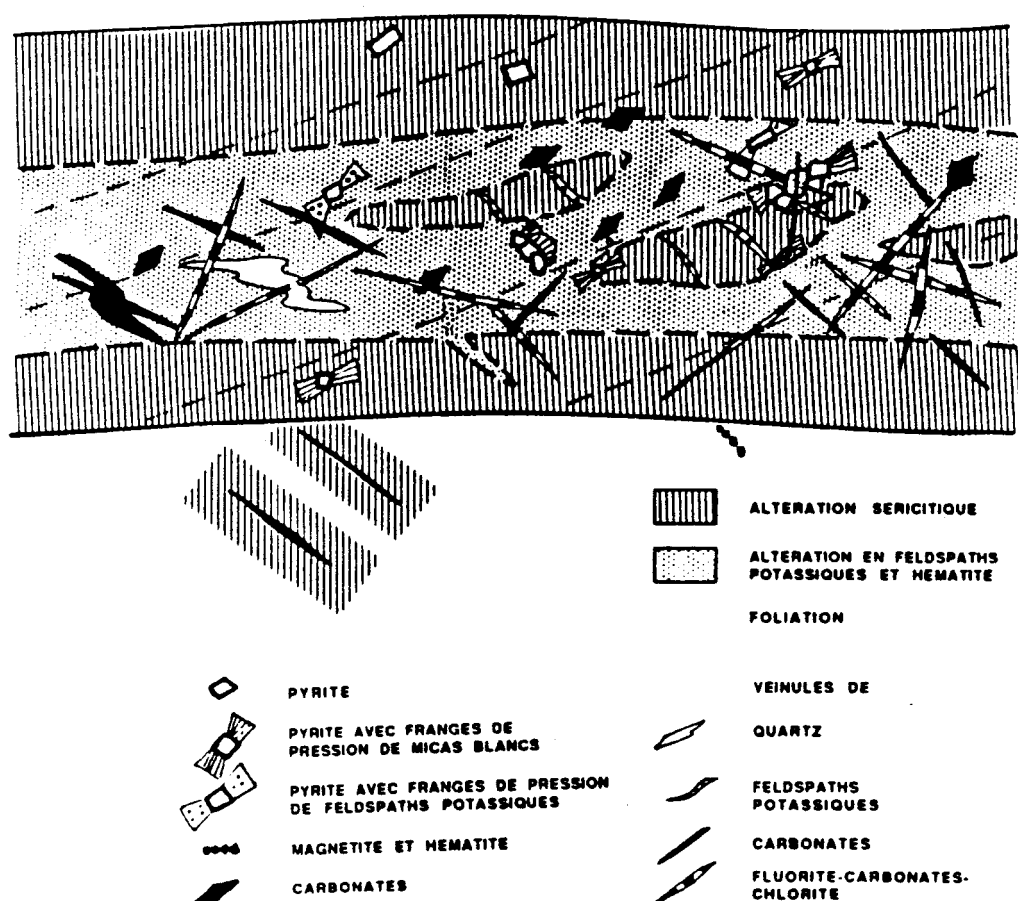 ALTERATION SERICITIQUE
ALTERATION EN FELDSPATHS
POTASSIQUES ET HEMATITE
FOLIATION
PYRITE
PYRITE AVEC FRANGES DE
PRESSION DE MICAS BLANCS
PYRITE AVEC FRANGES DE PRESSION
DE FELDSPATHS POTASSIQUES
MAGNETITE ET HEMATITE
CARBONATES
VEINULES DE
QUARTZ
FELDSPATHS
POTASSIQUES
CARBONATES
FLUORITE-CARBONATES-
CHLORITE